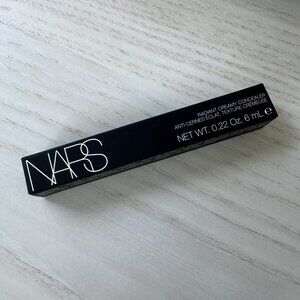 NARS
RADIANT CREAMY CONCEALER
ANTI-CERNES ÉCLAT, TEXTURE CRÉMEUSE
NET WT. 0.22 Oz. 6 mL ℮